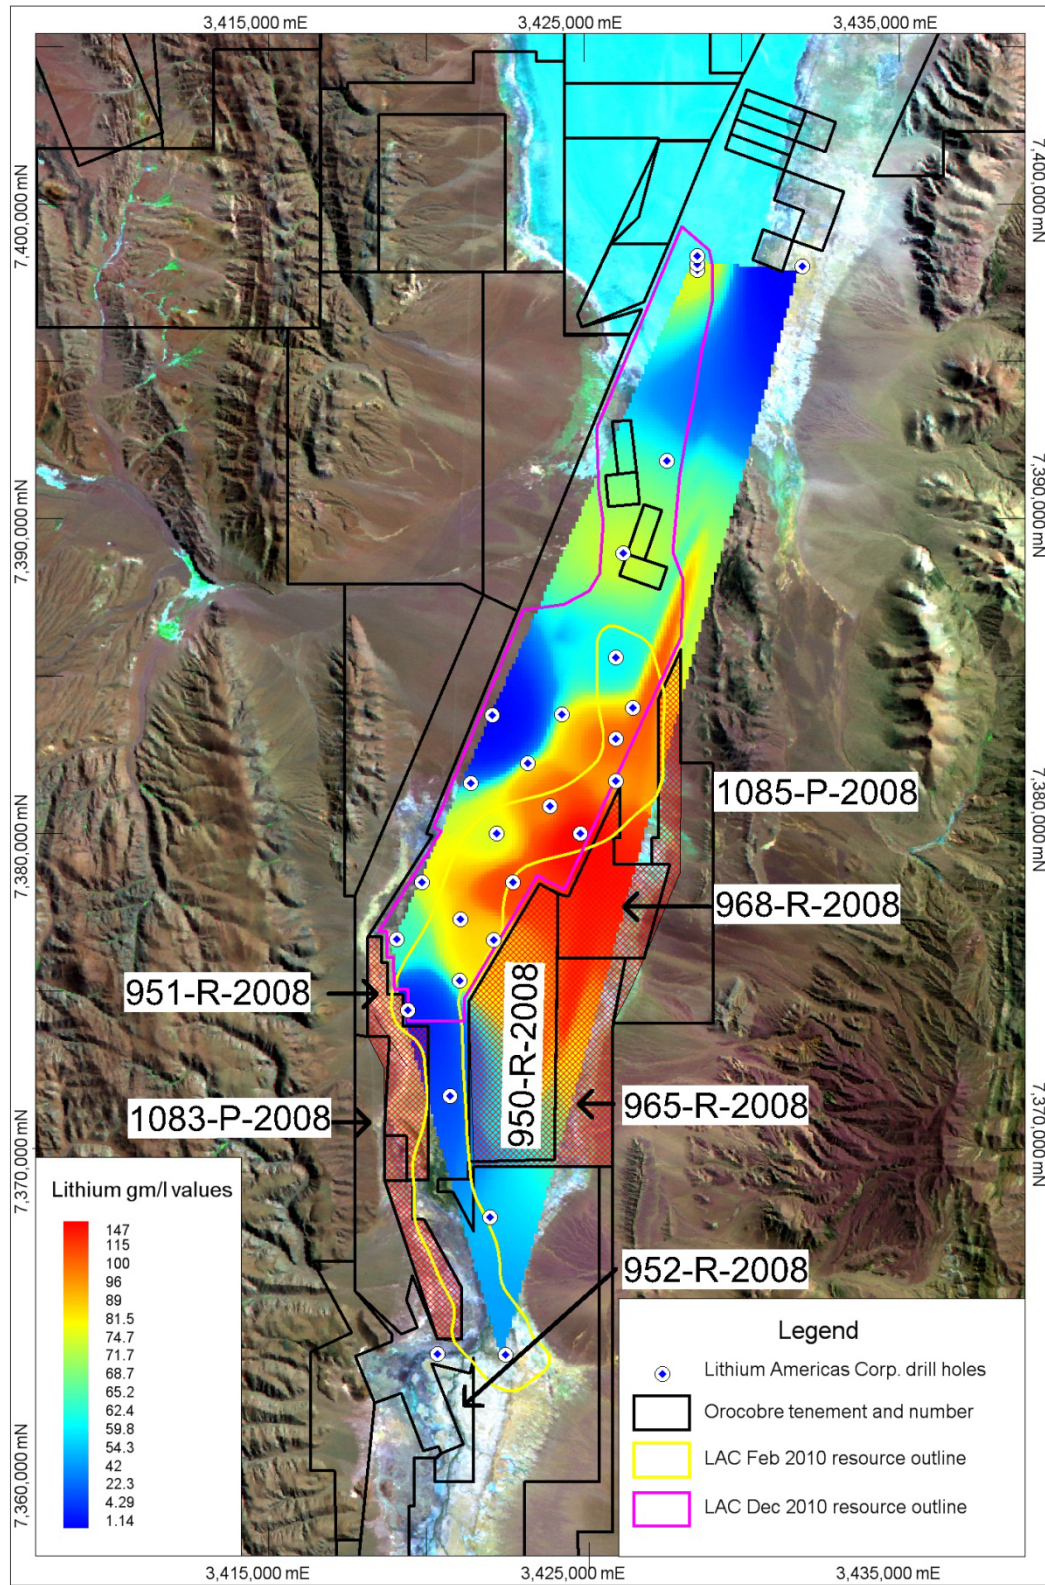 3,415,000 mE
3,425,000 mE
3,435,000 mE
7,400,000 mN
7,400,000 mN
7,390,000 mN
7,390,000 mN
7,380,000 mN
7,380,000 mN
7,370,000 mN
7,370,000 mN
7,360,000 mN
7,360,000 mN
1085-P-2008
968-R-2008
951-R-2008
950-R-2008
1083-P-2008
965-R-2008
952-R-2008
Lithium gm/l values
147
115
100
96
89
81.5
74.7
71.7
68.7
65.2
62.4
59.8
54.3
42
22.3
4.29
1.14
Legend
Lithium Americas Corp. drill holes
Orocobre tenement and number
LAC Feb 2010 resource outline
LAC Dec 2010 resource outline
3,415,000 mE
3,425,000 mE
3,435,000 mE